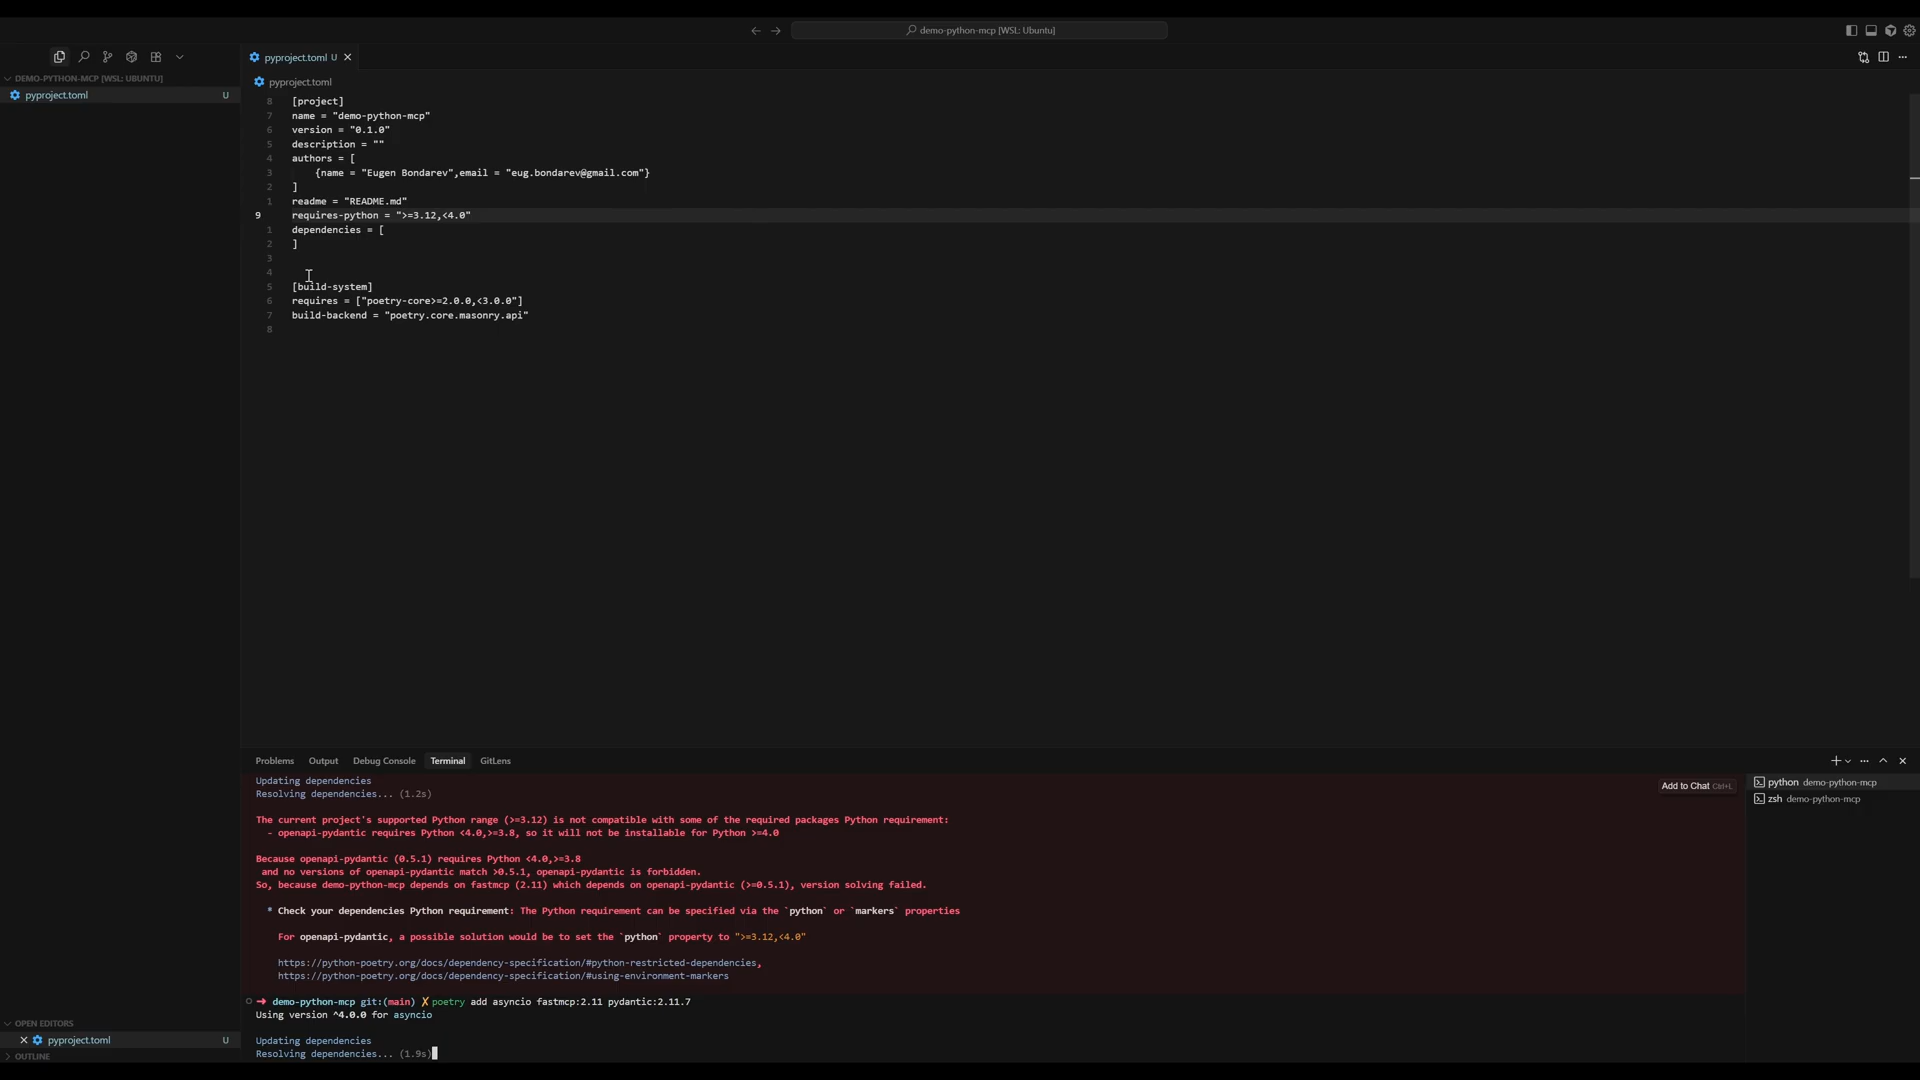 demo-python-mcp [WSL: Ubuntu]
pyproject.toml U
DEMO-PYTHON-MCP [WSL: UBUNTU]
pyproject.toml U
pyproject.toml
8 [project]
7 name = "demo-python-mcp"
6 version = "0.1.0"
5 description = ""
4 authors = [
3 {name = "Eugen Bondarev",email = "eug.bondarev@gmail.com"}
2 ]
1 readme = "README.md"
9 requires-python = ">=3.12,<4.0"
1 dependencies = [
2 ]
3
4
5 [build-system]
6 requires = ["poetry-core>=2.0.0,<3.0.0"]
7 build-backend = "poetry.core.masonry.api"
8
Problems Output Debug Console Terminal GitLens
Updating dependencies
Resolving dependencies... (1.2s)
Add to Chat Ctrl+L
python demo-python-mcp
zsh demo-python-mcp
The current project's supported Python range (>=3.12) is not compatible with some of the required packages Python requirement:
- openapi-pydantic requires Python <4.0,>=3.8, so it will not be installable for Python >=4.0
Because openapi-pydantic (0.5.1) requires Python <4.0,>=3.8
and no versions of openapi-pydantic match >0.5.1, openapi-pydantic is forbidden.
So, because demo-python-mcp depends on fastmcp (2.11) which depends on openapi-pydantic (>=0.5.1), version solving failed.
* Check your dependencies Python requirement: The Python requirement can be specified via the `python` or `markers` properties
For openapi-pydantic, a possible solution would be to set the `python` property to ">=3.12,<4.0"
https://python-poetry.org/docs/dependency-specification/#python-restricted-dependencies,
https://python-poetry.org/docs/dependency-specification/#using-environment-markers
➜ demo-python-mcp git:(main) ✗ poetry add asyncio fastmcp:2.11 pydantic:2.11.7
Using version ^4.0.0 for asyncio
Updating dependencies
Resolving dependencies... (1.9s)
OPEN EDITORS
pyproject.toml U
OUTLINE